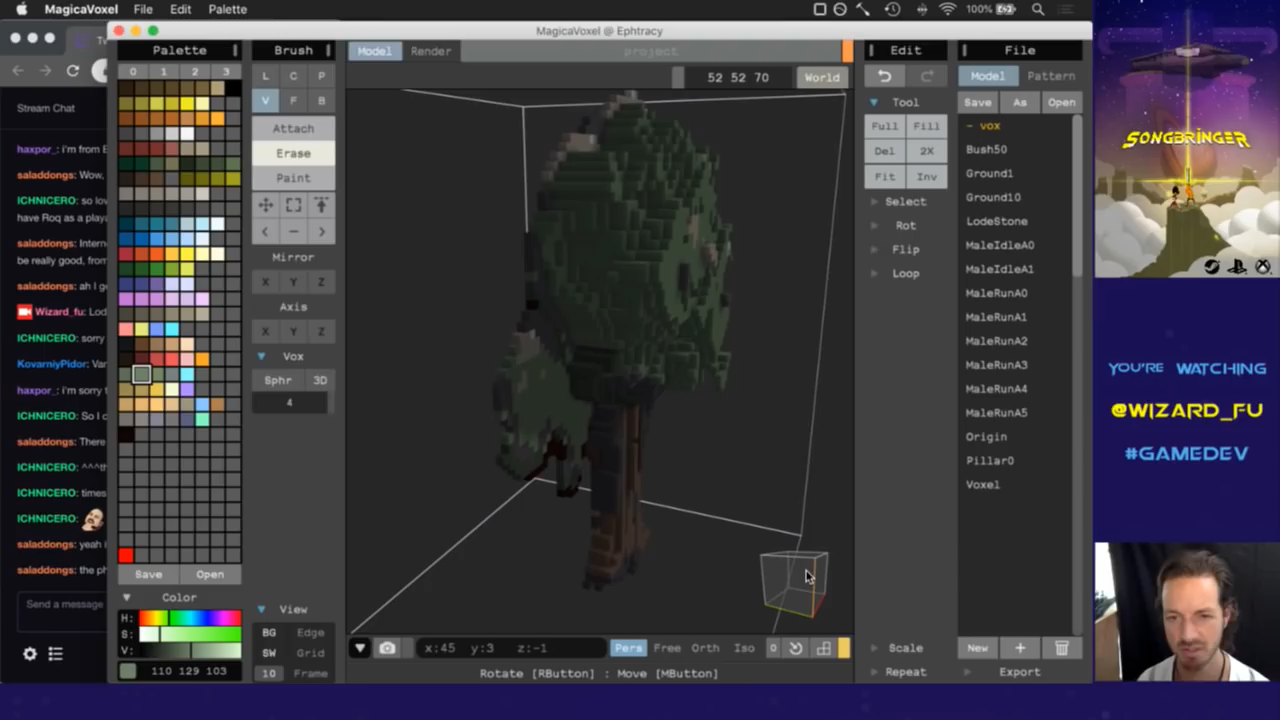 MagicaVoxel File Edit Palette 100%
MagicaVoxel @ Ephtracy
Palette
0 1 2 3
Save Open
Color
H:
S:
V:
110 129 103
Brush
L C P
V F B
Attach
Erase
Paint
Mirror
X Y Z
Axis
X Y Z
Vox
Sphr 3D
4
View
BG Edge
SW Grid
10 Frame
Model Render project
52 52 70 World
x:45 y:3 z:-1
Pers Free Orth Iso 0
Rotate [RButton] : Move [MButton]
Edit
Tool
Full Fill
Del 2X
Fit Inv
Select
Rot
Flip
Loop
Scale
Repeat
File
Model Pattern
Save As Open
- vox
Bush50
Ground1
Ground10
LodeStone
MaleIdleA0
MaleIdleA1
MaleRunA0
MaleRunA1
MaleRunA2
MaleRunA3
MaleRunA4
MaleRunA5
Origin
Pillar0
Voxel
New +
Export
Stream Chat
haxpor_: i'm from E
saladdongs: Wow,
ICHNICERO: so lov
have Roq as a playa
saladdongs: Intern
be really good, from
saladdongs: ah I g
Wizard_fu: Lod
ICHNICERO: sorry
KovarniyPidor: Van
haxpor_: i'm sorry
ICHNICERO: So I c
saladdongs: There
ICHNICERO: ^^^th
ICHNICERO: times
ICHNICERO:
saladdongs: yeah i
saladdongs: the ph
Send a message
SONGBRINGER
YOU'RE WATCHING
@WIZARD_FU
#GAMEDEV